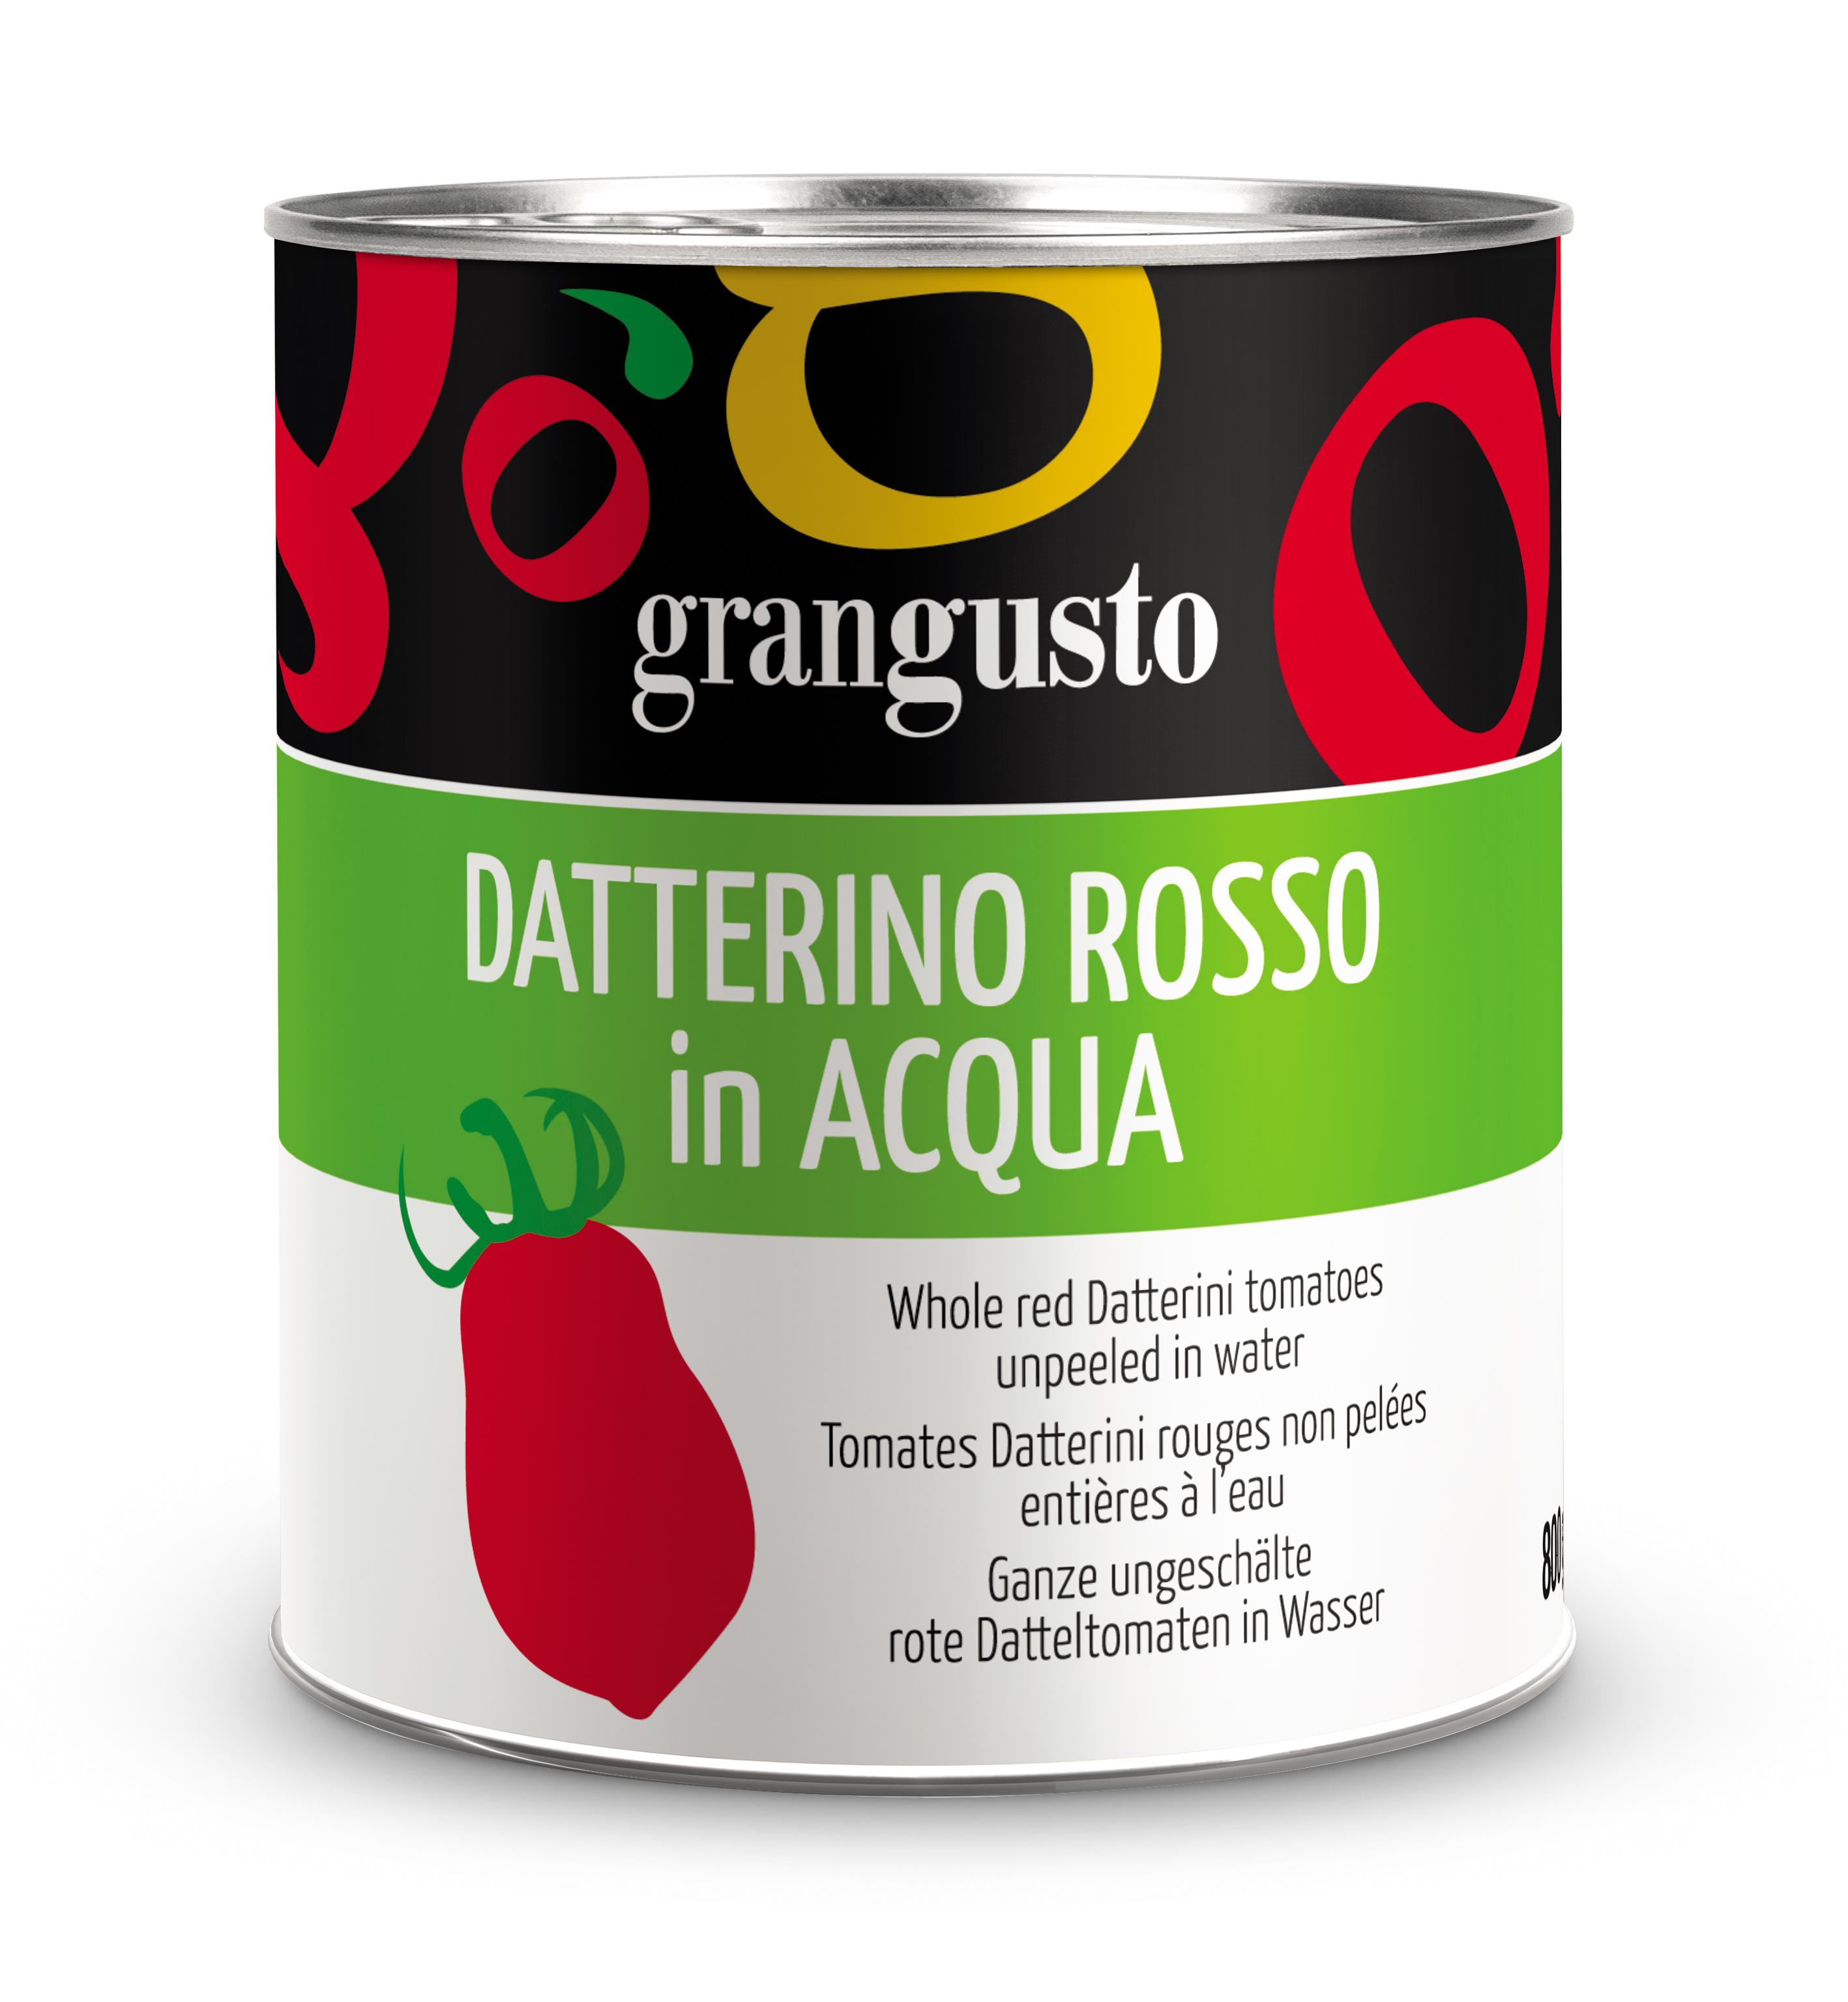 grangusto
DATTERINO ROSSO
in ACQUA
Whole red Datterini tomatoes
unpeeled in water
Tomates Datterini rouges non pelées
entières à l'eau
Ganze ungeschälte
rote Datteltomaten in Wasser
800